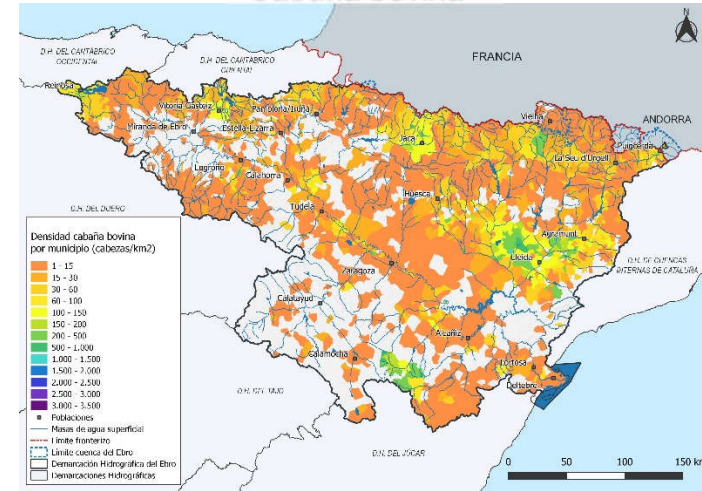 D.H. DEL CANTÁBRICO
OCCIDENTAL
D.H. DEL CANTÁBRICO
FRANCIA
N
ANDORRA
Reinosa
Vitoria-Gasteiz
Pamplona/Iruña
Vielha
Miranda de Ebro
Estella-Lizarra
Jaca
Puigcerdà
La Seu d'Urgell
Logroño
Calahorra
Huesca
D.H. DEL DUERO
Tudela
Agramunt
Lleida
D.H. DE CUENCAS
INTERNAS DE CATALUÑA
Zaragoza
Calatayud
Alcañiz
Calamocha
Tortosa
Deltebre
D.H. DEL TAJO
D.H. DEL JÚCAR
Densidad cabaña bovina
por municipio (cabezas/km2)
1 - 15
15 - 30
30 - 60
60 - 100
100 - 150
150 - 200
200 - 500
500 - 1.000
1.000 - 1.500
1.500 - 2.000
2.000 - 2.500
2.500 - 3.000
3.000 - 3.500
Poblaciones
Masas de agua superficial
Límite fronterizo
Límite cuenca del Ebro
Demarcación Hidrográfica del Ebro
Demarcaciones Hidrográficas
0 50 100 150 km